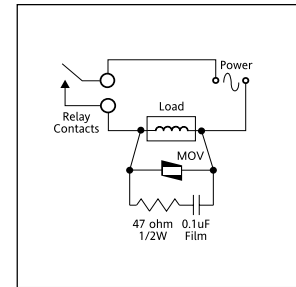 Power
Load
Relay
Contacts
MOV
47 ohm
1/2W
0.1uF
Film